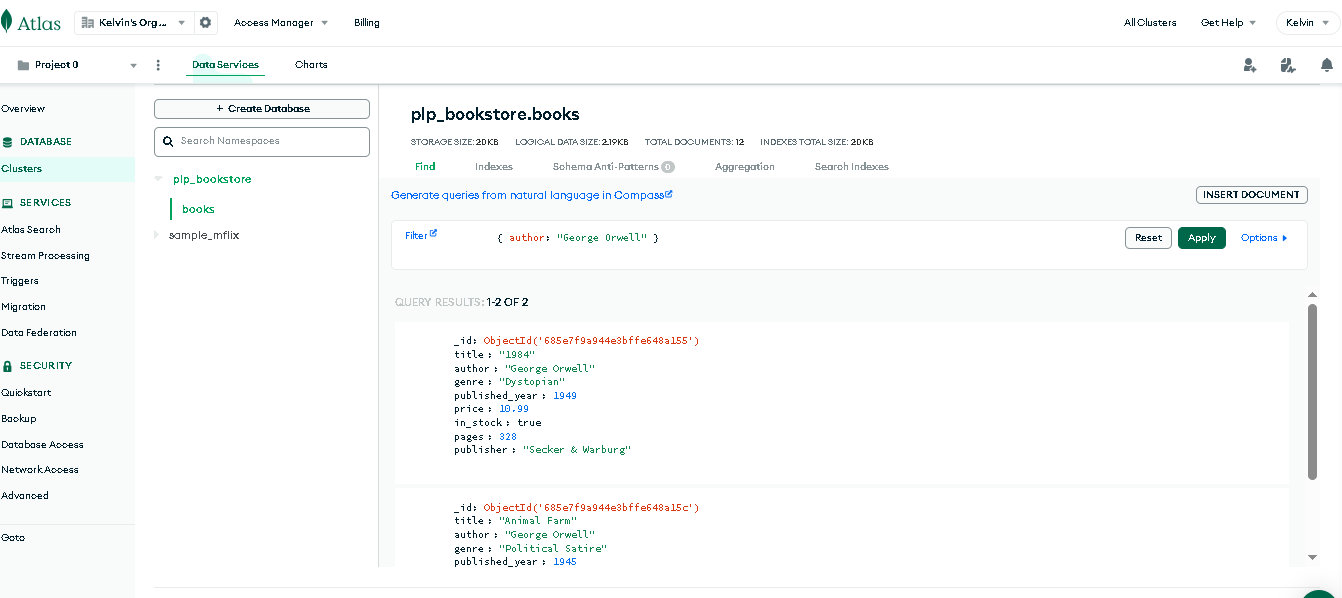 Atlas
Kelvin's Org...
Access Manager
Billing
All Clusters
Get Help
Kelvin
Project 0
Data Services
Charts
Overview
DATABASE
Clusters
SERVICES
Atlas Search
Stream Processing
Triggers
Migration
Data Federation
SECURITY
Quickstart
Backup
Database Access
Network Access
Advanced
Goto
+ Create Database
Search Namespaces
plp_bookstore
books
sample_mflix
plp_bookstore.books
STORAGE SIZE: 20KB LOGICAL DATA SIZE: 2.19KB TOTAL DOCUMENTS: 12 INDEXES TOTAL SIZE: 20KB
Find Indexes Schema Anti-Patterns 0 Aggregation Search Indexes
Generate queries from natural language in Compass
INSERT DOCUMENT
Filter
{ author: "George Orwell" }
Reset
Apply
Options
QUERY RESULTS: 1-2 OF 2
_id: ObjectId('685e7f9a944e3bffe648a155')
title : "1984"
author : "George Orwell"
genre : "Dystopian"
published_year : 1949
price : 10.99
in_stock : true
pages : 328
publisher : "Secker & Warburg"
_id: ObjectId('685e7f9a944e3bffe648a15c')
title : "Animal Farm"
author : "George Orwell"
genre : "Political Satire"
published_year : 1945